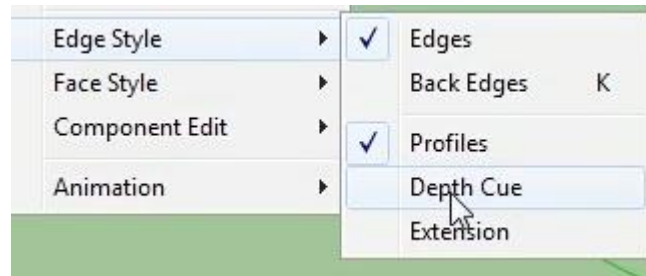 Edge Style
Face Style
Component Edit
Animation
Edges
Back Edges K
Profiles
Depth Cue
Extension